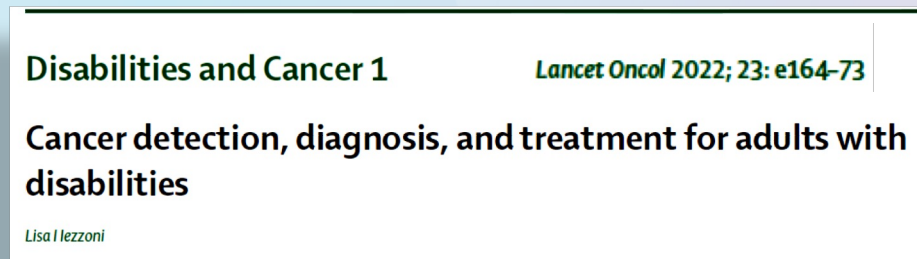 Disabilities and Cancer 1
Lancet Oncol 2022; 23: e164–73
Cancer detection, diagnosis, and treatment for adults with
disabilities
Lisa I Iezzoni